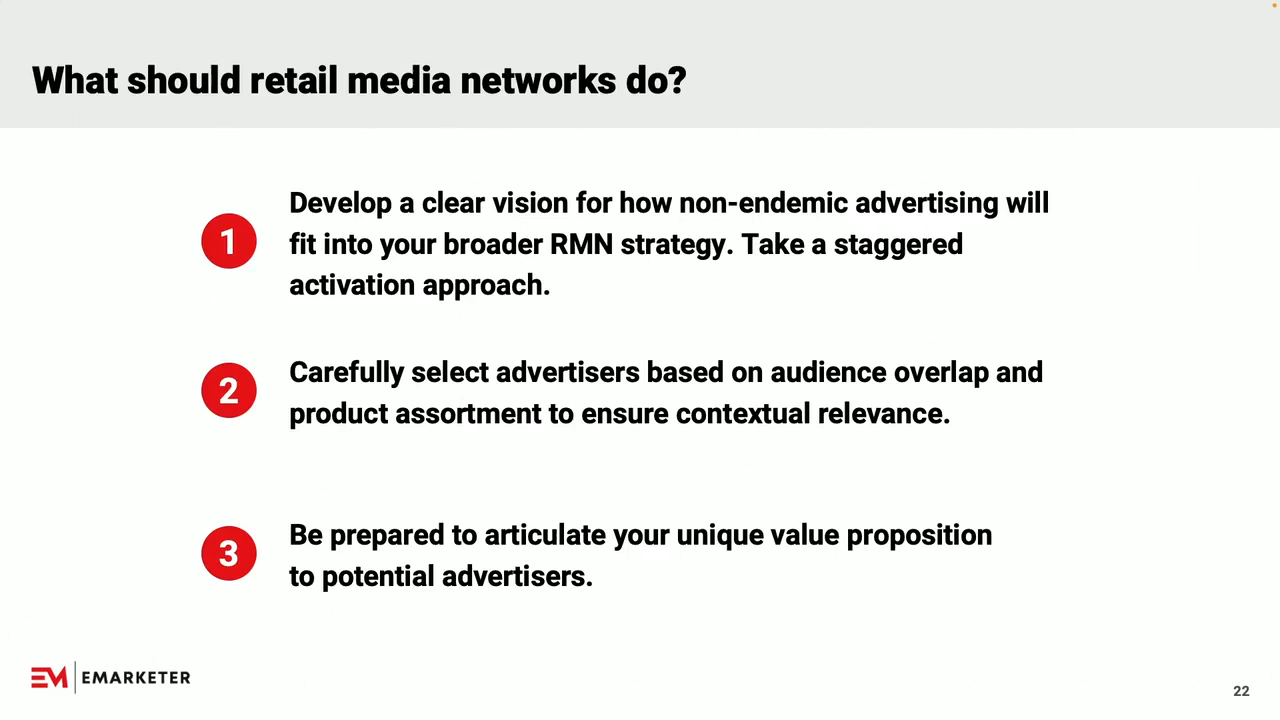 What should retail media networks do?
1
Develop a clear vision for how non-endemic advertising will
fit into your broader RMN strategy. Take a staggered
activation approach.
2
Carefully select advertisers based on audience overlap and
product assortment to ensure contextual relevance.
3
Be prepared to articulate your unique value proposition
to potential advertisers.
EM | EMARKETER
22